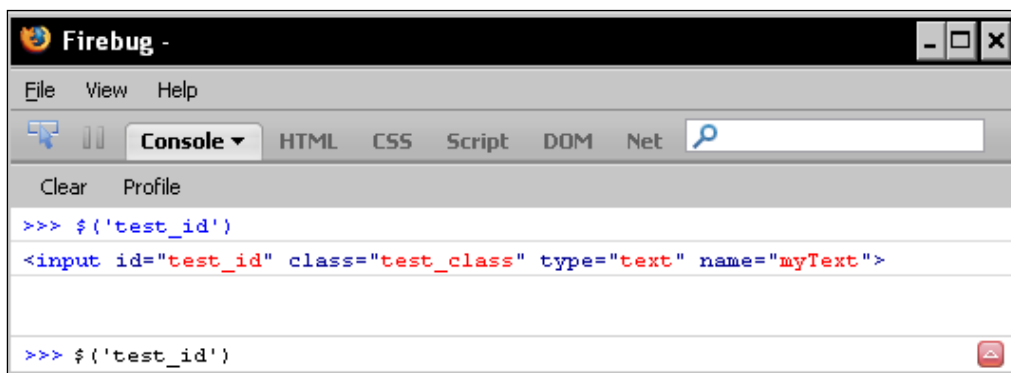 Firebug -
File View Help
Console HTML CSS Script DOM Net
Clear Profile
>>> $('test_id')
<input id="test_id" class="test_class" type="text" name="myText">
>>> $('test_id')